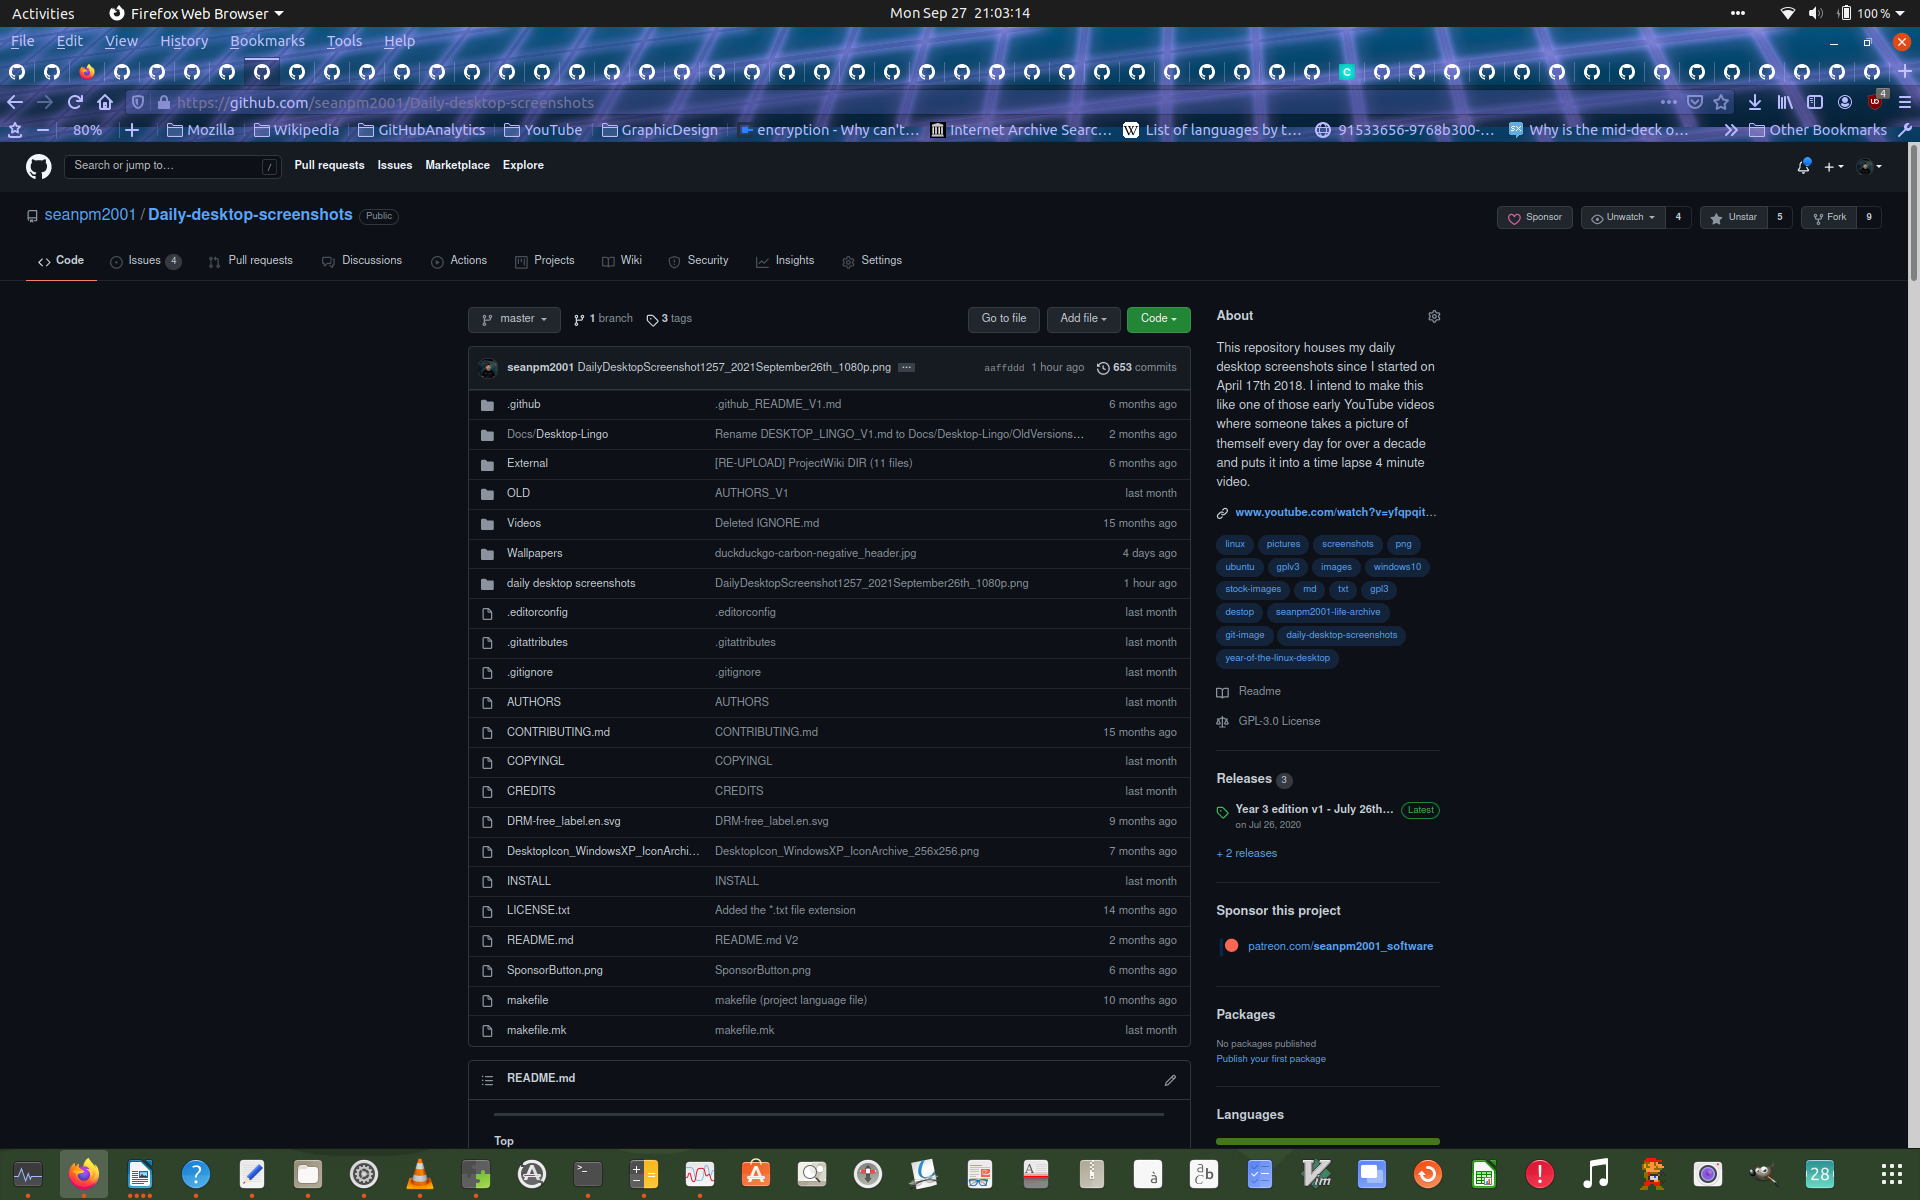 Activities Firefox Web Browser Mon Sep 27 21:03:14 100 %
File Edit View History Bookmarks Tools Help
https://github.com/seanpm2001/Daily-desktop-screenshots 4
80% Mozilla Wikipedia GitHubAnalytics YouTube GraphicDesign encryption - Why can't... Internet Archive Searc... W List of languages by t... 91533656-9768b300-... Why is the mid-deck o... Other Bookmarks
Search or jump to... / Pull requests Issues Marketplace Explore
seanpm2001 / Daily-desktop-screenshots Public Sponsor Unwatch 4 Unstar 5 Fork 9
Code Issues 4 Pull requests Discussions Actions Projects Wiki Security Insights Settings
master 1 branch 3 tags Go to file Add file Code
seanpm2001 DailyDesktopScreenshot1257_2021September26th_1080p.png ... aaffddd 1 hour ago 653 commits
.github .github_README_V1.md 6 months ago
Docs/Desktop-Lingo Rename DESKTOP_LINGO_V1.md to Docs/Desktop-Lingo/OldVersions... 2 months ago
External [RE-UPLOAD] ProjectWiki DIR (11 files) 6 months ago
OLD AUTHORS_V1 last month
Videos Deleted IGNORE.md 15 months ago
Wallpapers duckduckgo-carbon-negative_header.jpg 4 days ago
daily desktop screenshots DailyDesktopScreenshot1257_2021September26th_1080p.png 1 hour ago
.editorconfig .editorconfig last month
.gitattributes .gitattributes last month
.gitignore .gitignore last month
AUTHORS AUTHORS last month
CONTRIBUTING.md CONTRIBUTING.md 15 months ago
COPYINGL COPYINGL last month
CREDITS CREDITS last month
DRM-free_label.en.svg DRM-free_label.en.svg 9 months ago
DesktopIcon_WindowsXP_IconArchi... DesktopIcon_WindowsXP_IconArchive_256x256.png 7 months ago
INSTALL INSTALL last month
LICENSE.txt Added the *.txt file extension 14 months ago
README.md README.md V2 2 months ago
SponsorButton.png SponsorButton.png 6 months ago
makefile makefile (project language file) 10 months ago
makefile.mk makefile.mk last month
README.md
Top
About
This repository houses my daily
desktop screenshots since I started on
April 17th 2018. I intend to make this
like one of those early YouTube videos
where someone takes a picture of
themself every day for over a decade
and puts it into a time lapse 4 minute
video.
www.youtube.com/watch?v=yfqpqit...
linux pictures screenshots png
ubuntu gplv3 images windows10
stock-images md txt gpl3
destop seanpm2001-life-archive
git-image daily-desktop-screenshots
year-of-the-linux-desktop
Readme
GPL-3.0 License
Releases 3
Year 3 edition v1 - July 26th... Latest
on Jul 26, 2020
+ 2 releases
Sponsor this project
patreon.com/seanpm2001_software
Packages
No packages published
Publish your first package
Languages
28